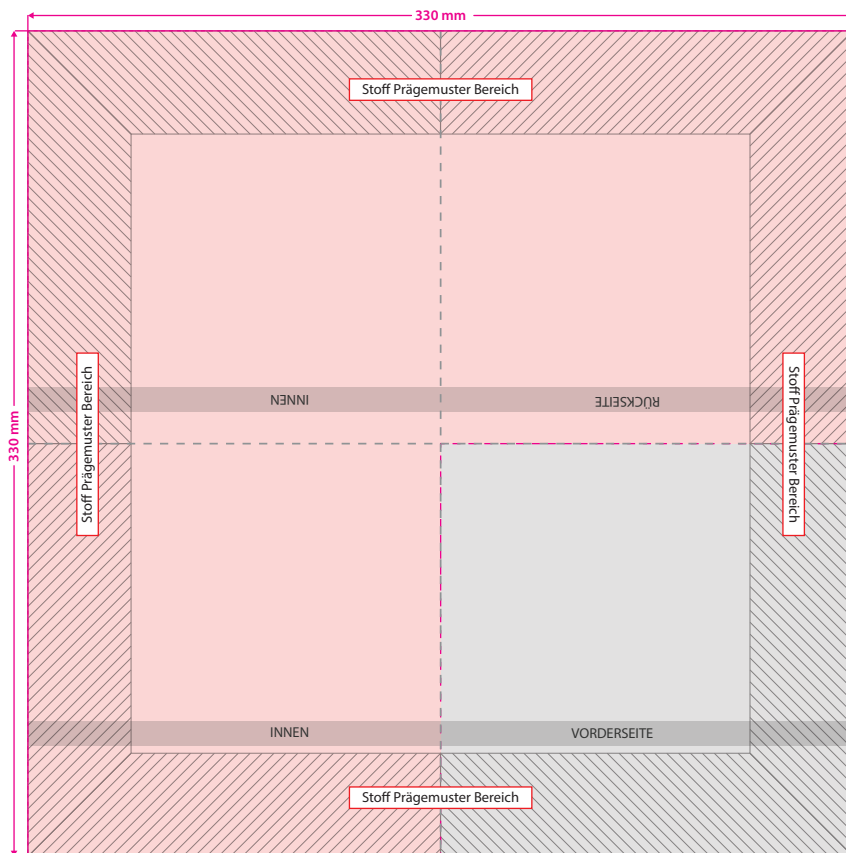 330 mm
Stoff Prägemuster Bereich
INNEN
RÜCKSEITE
Stoff Prägemuster Bereich
330 mm
Stoff Prägemuster Bereich
INNEN
VORDERSEITE
Stoff Prägemuster Bereich